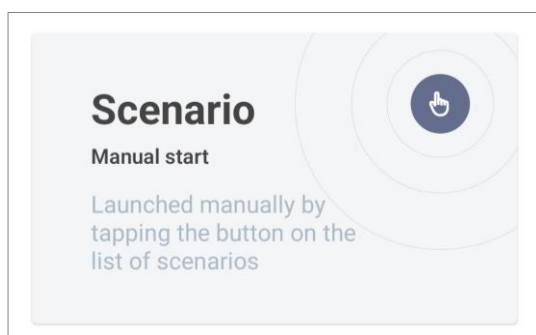 Scenario
Manual start
Launched manually by
tapping the button on the
list of scenarios